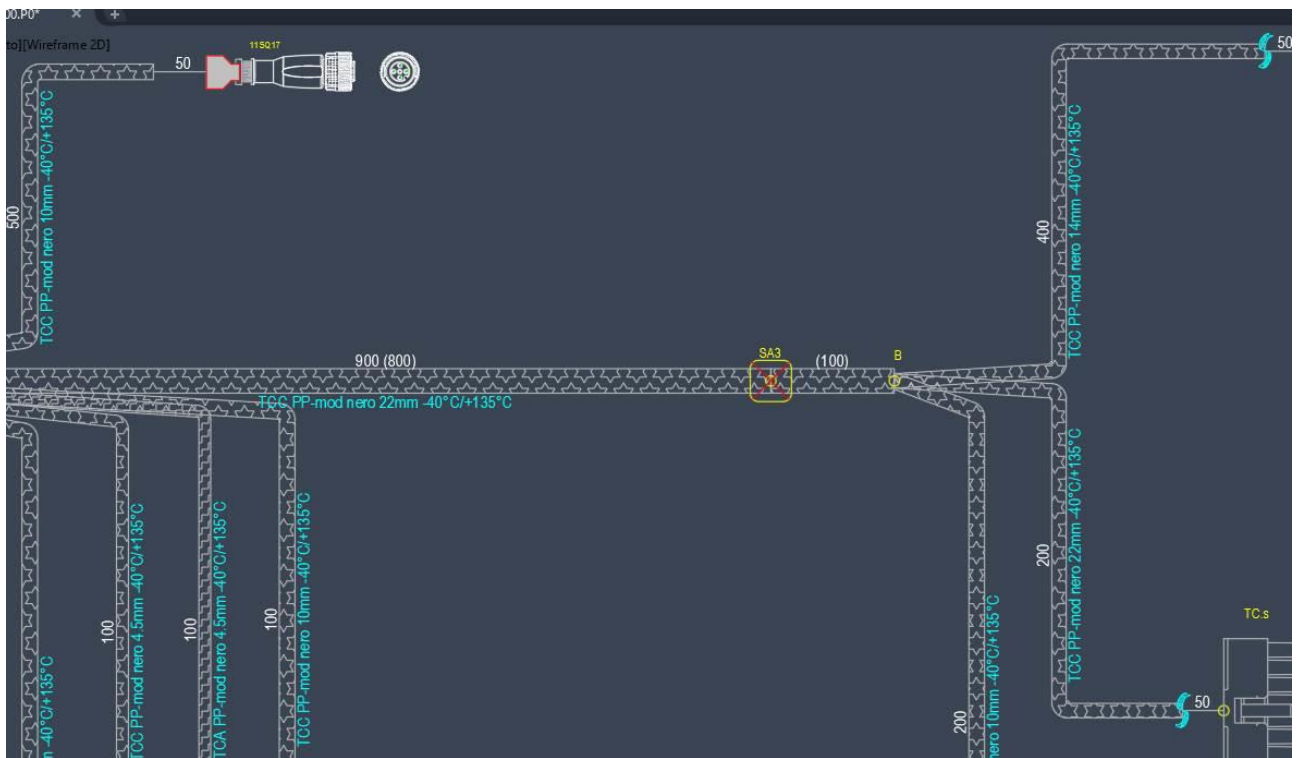 00.P0*
to][Wireframe 2D]
50
11SQ17
50
TCC PP-mod nero 10mm -40°C/+135°C
500
TCC PP-mod nero 14mm -40°C/+135°C
400
900 (800)
SA3
(100)
B
TCC PP-mod nero 22mm -40°C/+135°C
TCC PP-mod nero 22mm -40°C/+135°C
200
100
TCC PP-mod nero 4.5mm -40°C/+135°C
100
TCA PP-mod nero 4.5mm -40°C/+135°C
100
TCC PP-mod nero 10mm -40°C/+135°C
nero 10mm -40°C/+135°C
200
n -40°C/+135°C
TC.s
50